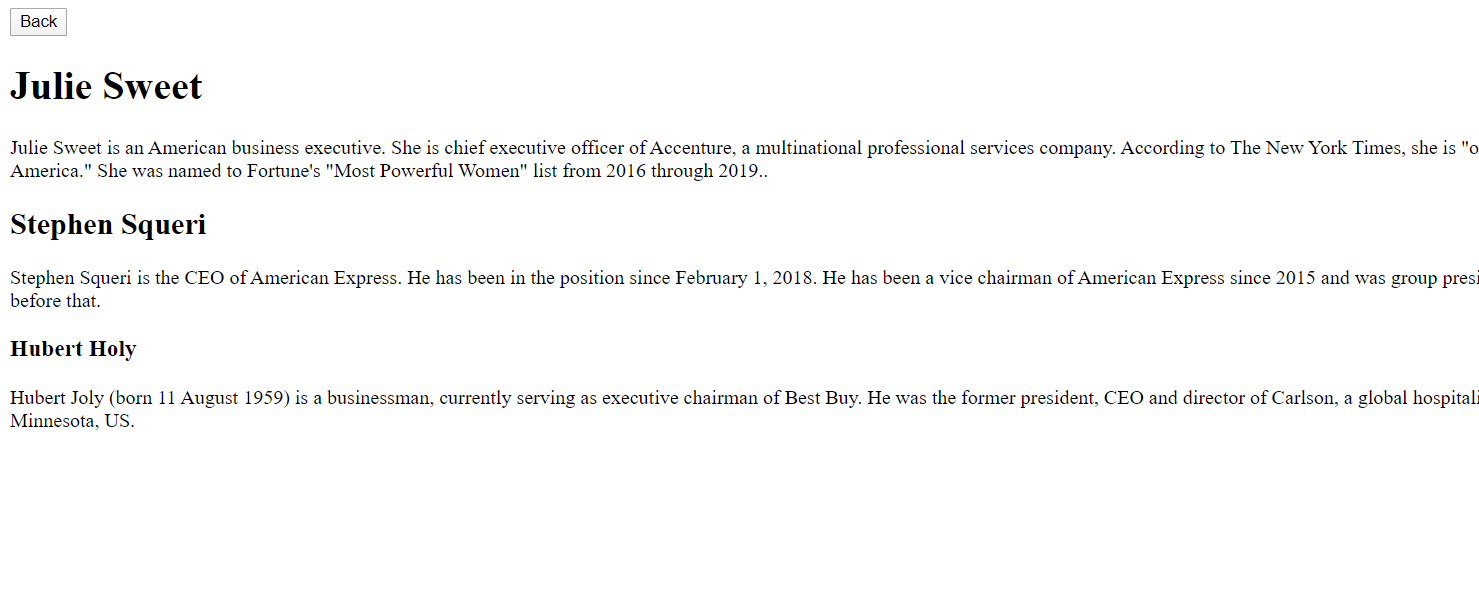 Back
Julie Sweet
Julie Sweet is an American business executive. She is chief executive officer of Accenture, a multinational professional services company. According to The New York Times, she is "o
America." She was named to Fortune's "Most Powerful Women" list from 2016 through 2019..
Stephen Squeri
Stephen Squeri is the CEO of American Express. He has been in the position since February 1, 2018. He has been a vice chairman of American Express since 2015 and was group presi
before that.
Hubert Holy
Hubert Joly (born 11 August 1959) is a businessman, currently serving as executive chairman of Best Buy. He was the former president, CEO and director of Carlson, a global hospitali
Minnesota, US.